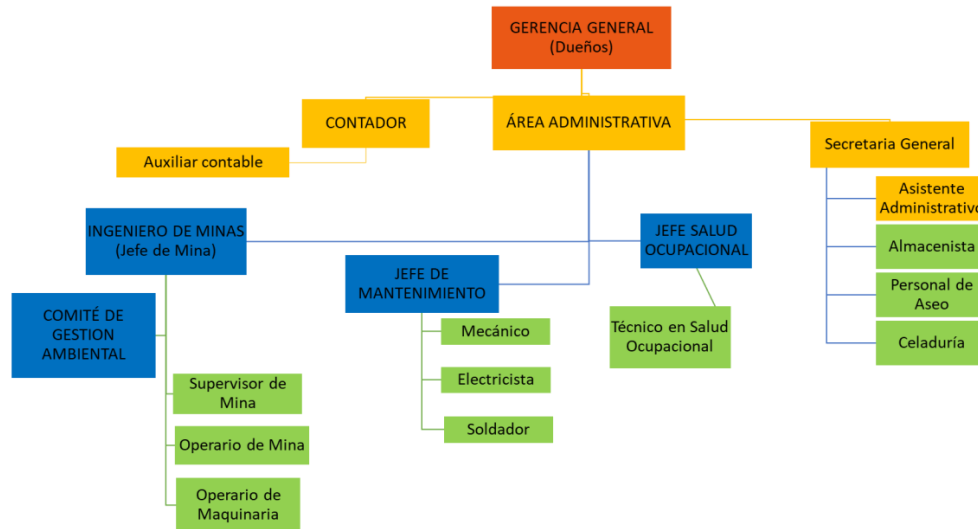 GERENCIA GENERAL
(Dueños)
CONTADOR
ÁREA ADMINISTRATIVA
Secretaria General
Auxiliar contable
Asistente
Administrativo
Almacenista
Personal de
Aseo
Celaduría
INGENIERO DE MINAS
(Jefe de Mina)
JEFE SALUD
OCUPACIONAL
JEFE DE
MANTENIMIENTO
COMITÉ DE
GESTION
AMBIENTAL
Mecánico
Técnico en Salud
Ocupacional
Electricista
Soldador
Supervisor de
Mina
Operario de Mina
Operario de
Maquinaria